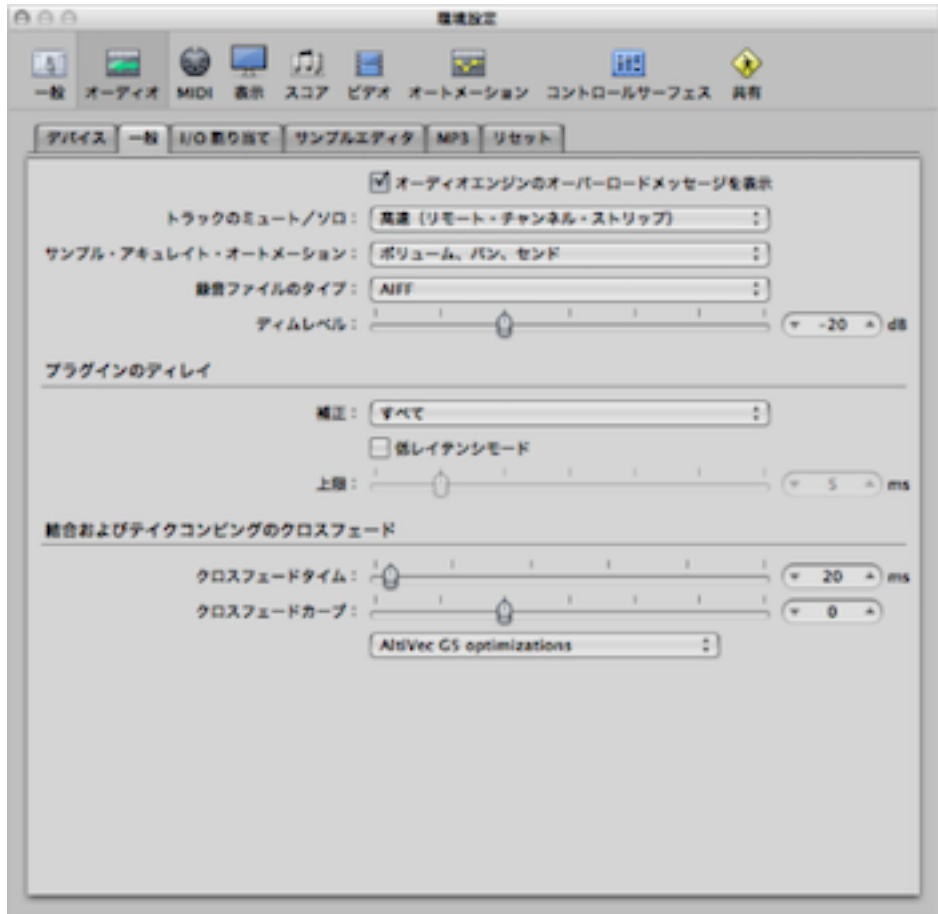 環境設定
一般 オーディオ MIDI 表示 スコア ビデオ オートメーション コントロールサーフェス 共有
デバイス 一般 I/O 割り当て サンプルエディタ MP3 リセット
オーディオエンジンのオーバーロードメッセージを表示
トラックのミュート/ソロ： 高速（リモート・チャンネル・ストリップ）
サンプル・アキュレイト・オートメーション： ボリューム、パン、センド
録音ファイルのタイプ： AIFF
ディムレベル： -20 dB
プラグインのディレイ
補正： すべて
低レイテンシモード
上限： 5 ms
結合およびテイクコンピングのクロスフェード
クロスフェードタイム： 20 ms
クロスフェードカーブ： 0
AltiVec G5 optimizations